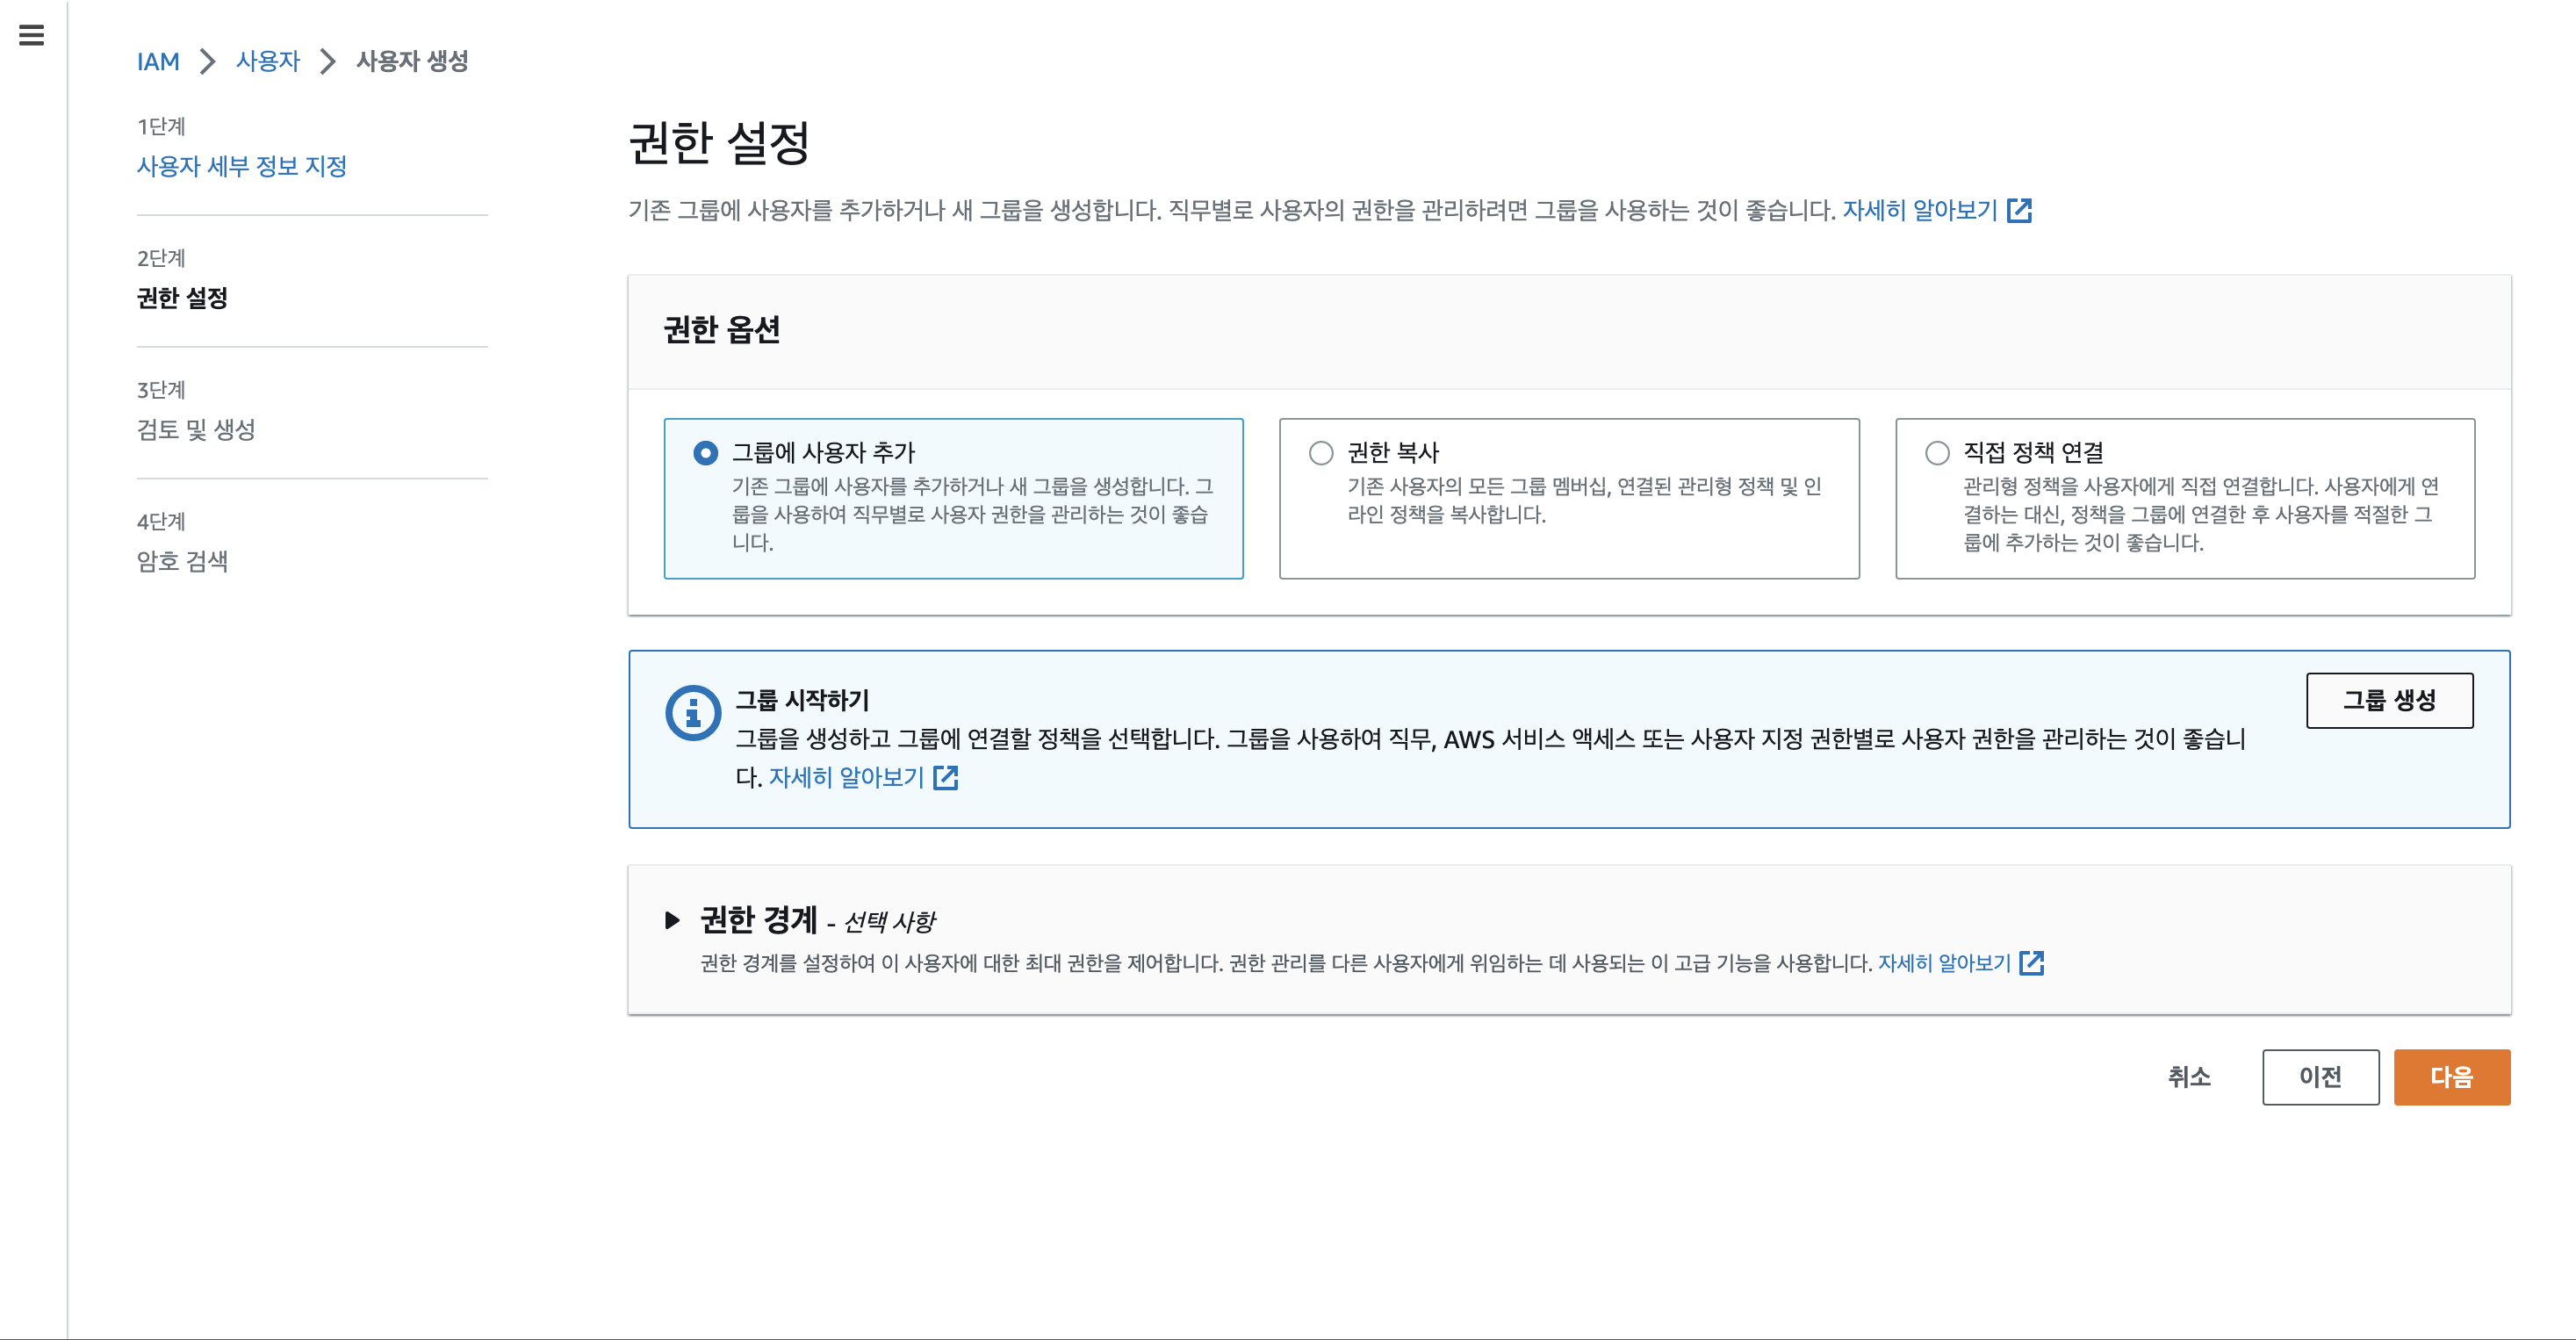 IAM > 사용자 > 사용자 생성
1단계
사용자 세부 정보 지정
2단계
권한 설정
3단계
검토 및 생성
4단계
암호 검색
권한 설정
기존 그룹에 사용자를 추가하거나 새 그룹을 생성합니다. 직무별로 사용자의 권한을 관리하려면 그룹을 사용하는 것이 좋습니다. 자세히 알아보기
권한 옵션
그룹에 사용자 추가
기존 그룹에 사용자를 추가하거나 새 그룹을 생성합니다. 그
룹을 사용하여 직무별로 사용자 권한을 관리하는 것이 좋습
니다.
권한 복사
기존 사용자의 모든 그룹 멤버십, 연결된 관리형 정책 및 인
라인 정책을 복사합니다.
직접 정책 연결
관리형 정책을 사용자에게 직접 연결합니다. 사용자에게 연
결하는 대신, 정책을 그룹에 연결한 후 사용자를 적절한 그
룹에 추가하는 것이 좋습니다.
그룹 시작하기
그룹을 생성하고 그룹에 연결할 정책을 선택합니다. 그룹을 사용하여 직무, AWS 서비스 액세스 또는 사용자 지정 권한별로 사용자 권한을 관리하는 것이 좋습니
다. 자세히 알아보기
그룹 생성
권한 경계 - 선택 사항
권한 경계를 설정하여 이 사용자에 대한 최대 권한을 제어합니다. 권한 관리를 다른 사용자에게 위임하는 데 사용되는 이 고급 기능을 사용합니다. 자세히 알아보기
취소
이전
다음